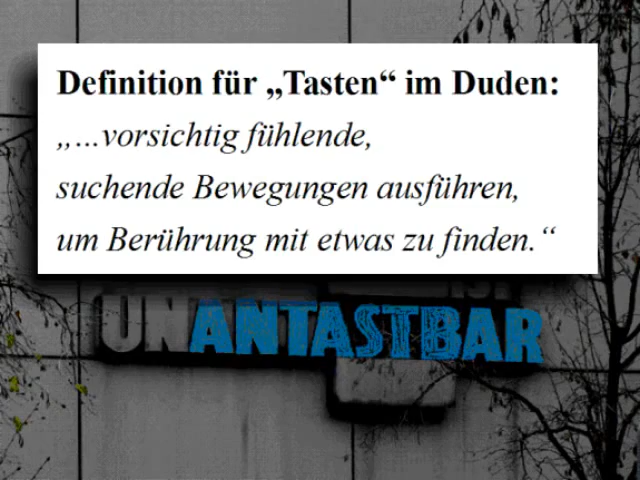 Definition für „Tasten“ im Duden:
„...vorsichtig fühlende,
suchende Bewegungen ausführen,
um Berührung mit etwas zu finden.“
UNANTASTBAR